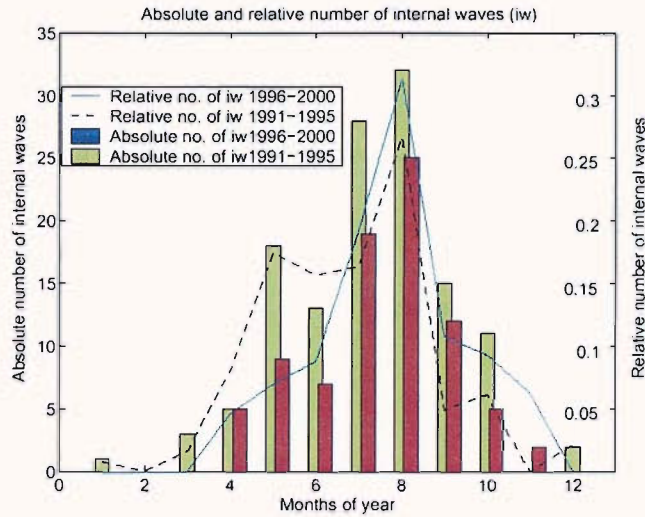 Absolute and relative number of internal waves (iw)
35
30
25
20
15
10
5
0
Absolute number of internal waves
Relative no. of iw 1996-2000
Relative no. of iw 1991-1995
Absolute no. of iw1996-2000
Absolute no. of iw1991-1995
0.3
0.25
0.2
0.15
0.1
0.05
Relative number of internal waves
0 2 4 6 8 10 12
Months of year